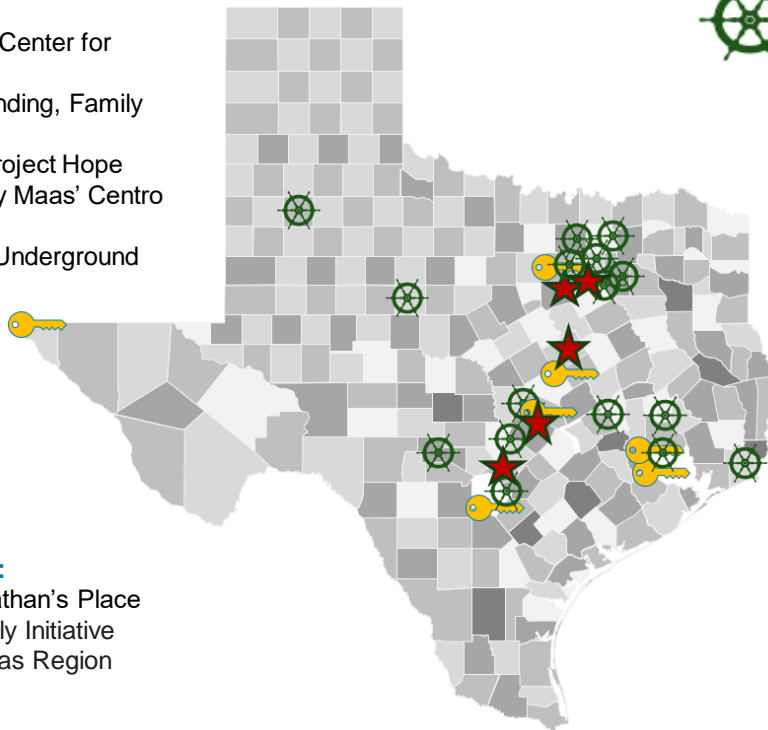 Center for
nding, Family
roject Hope
y Maas’ Centro
Underground
:
athan’s Place
ly Initiative
as Region